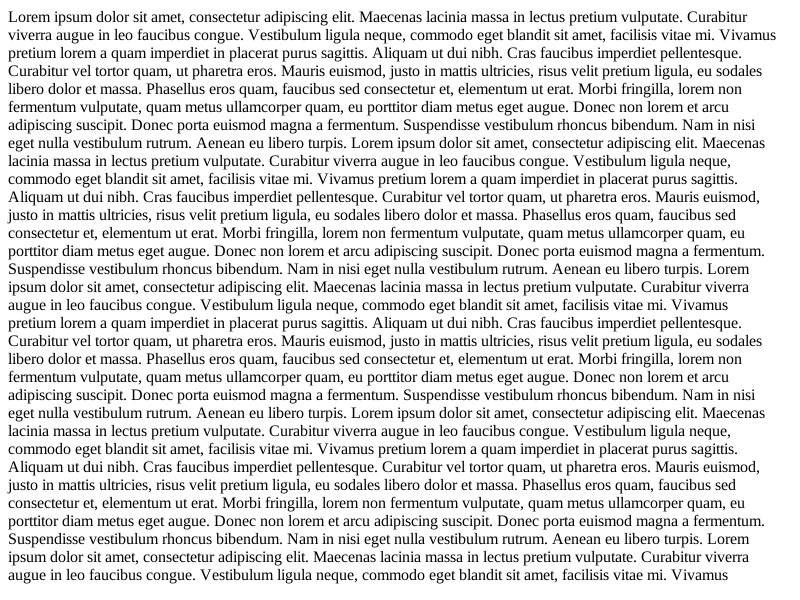 Lorem ipsum dolor sit amet, consectetur adipiscing elit. Maecenas lacinia massa in lectus pretium vulputate. Curabitur
viverra augue in leo faucibus congue. Vestibulum ligula neque, commodo eget blandit sit amet, facilisis vitae mi. Vivamus
pretium lorem a quam imperdiet in placerat purus sagittis. Aliquam ut dui nibh. Cras faucibus imperdiet pellentesque.
Curabitur vel tortor quam, ut pharetra eros. Mauris euismod, justo in mattis ultricies, risus velit pretium ligula, eu sodales
libero dolor et massa. Phasellus eros quam, faucibus sed consectetur et, elementum ut erat. Morbi fringilla, lorem non
fermentum vulputate, quam metus ullamcorper quam, eu porttitor diam metus eget augue. Donec non lorem et arcu
adipiscing suscipit. Donec porta euismod magna a fermentum. Suspendisse vestibulum rhoncus bibendum. Nam in nisi
eget nulla vestibulum rutrum. Aenean eu libero turpis. Lorem ipsum dolor sit amet, consectetur adipiscing elit. Maecenas
lacinia massa in lectus pretium vulputate. Curabitur viverra augue in leo faucibus congue. Vestibulum ligula neque,
commodo eget blandit sit amet, facilisis vitae mi. Vivamus pretium lorem a quam imperdiet in placerat purus sagittis.
Aliquam ut dui nibh. Cras faucibus imperdiet pellentesque. Curabitur vel tortor quam, ut pharetra eros. Mauris euismod,
justo in mattis ultricies, risus velit pretium ligula, eu sodales libero dolor et massa. Phasellus eros quam, faucibus sed
consectetur et, elementum ut erat. Morbi fringilla, lorem non fermentum vulputate, quam metus ullamcorper quam, eu
porttitor diam metus eget augue. Donec non lorem et arcu adipiscing suscipit. Donec porta euismod magna a fermentum.
Suspendisse vestibulum rhoncus bibendum. Nam in nisi eget nulla vestibulum rutrum. Aenean eu libero turpis. Lorem
ipsum dolor sit amet, consectetur adipiscing elit. Maecenas lacinia massa in lectus pretium vulputate. Curabitur viverra
augue in leo faucibus congue. Vestibulum ligula neque, commodo eget blandit sit amet, facilisis vitae mi. Vivamus
pretium lorem a quam imperdiet in placerat purus sagittis. Aliquam ut dui nibh. Cras faucibus imperdiet pellentesque.
Curabitur vel tortor quam, ut pharetra eros. Mauris euismod, justo in mattis ultricies, risus velit pretium ligula, eu sodales
libero dolor et massa. Phasellus eros quam, faucibus sed consectetur et, elementum ut erat. Morbi fringilla, lorem non
fermentum vulputate, quam metus ullamcorper quam, eu porttitor diam metus eget augue. Donec non lorem et arcu
adipiscing suscipit. Donec porta euismod magna a fermentum. Suspendisse vestibulum rhoncus bibendum. Nam in nisi
eget nulla vestibulum rutrum. Aenean eu libero turpis. Lorem ipsum dolor sit amet, consectetur adipiscing elit. Maecenas
lacinia massa in lectus pretium vulputate. Curabitur viverra augue in leo faucibus congue. Vestibulum ligula neque,
commodo eget blandit sit amet, facilisis vitae mi. Vivamus pretium lorem a quam imperdiet in placerat purus sagittis.
Aliquam ut dui nibh. Cras faucibus imperdiet pellentesque. Curabitur vel tortor quam, ut pharetra eros. Mauris euismod,
justo in mattis ultricies, risus velit pretium ligula, eu sodales libero dolor et massa. Phasellus eros quam, faucibus sed
consectetur et, elementum ut erat. Morbi fringilla, lorem non fermentum vulputate, quam metus ullamcorper quam, eu
porttitor diam metus eget augue. Donec non lorem et arcu adipiscing suscipit. Donec porta euismod magna a fermentum.
Suspendisse vestibulum rhoncus bibendum. Nam in nisi eget nulla vestibulum rutrum. Aenean eu libero turpis. Lorem
ipsum dolor sit amet, consectetur adipiscing elit. Maecenas lacinia massa in lectus pretium vulputate. Curabitur viverra
augue in leo faucibus congue. Vestibulum ligula neque, commodo eget blandit sit amet, facilisis vitae mi. Vivamus